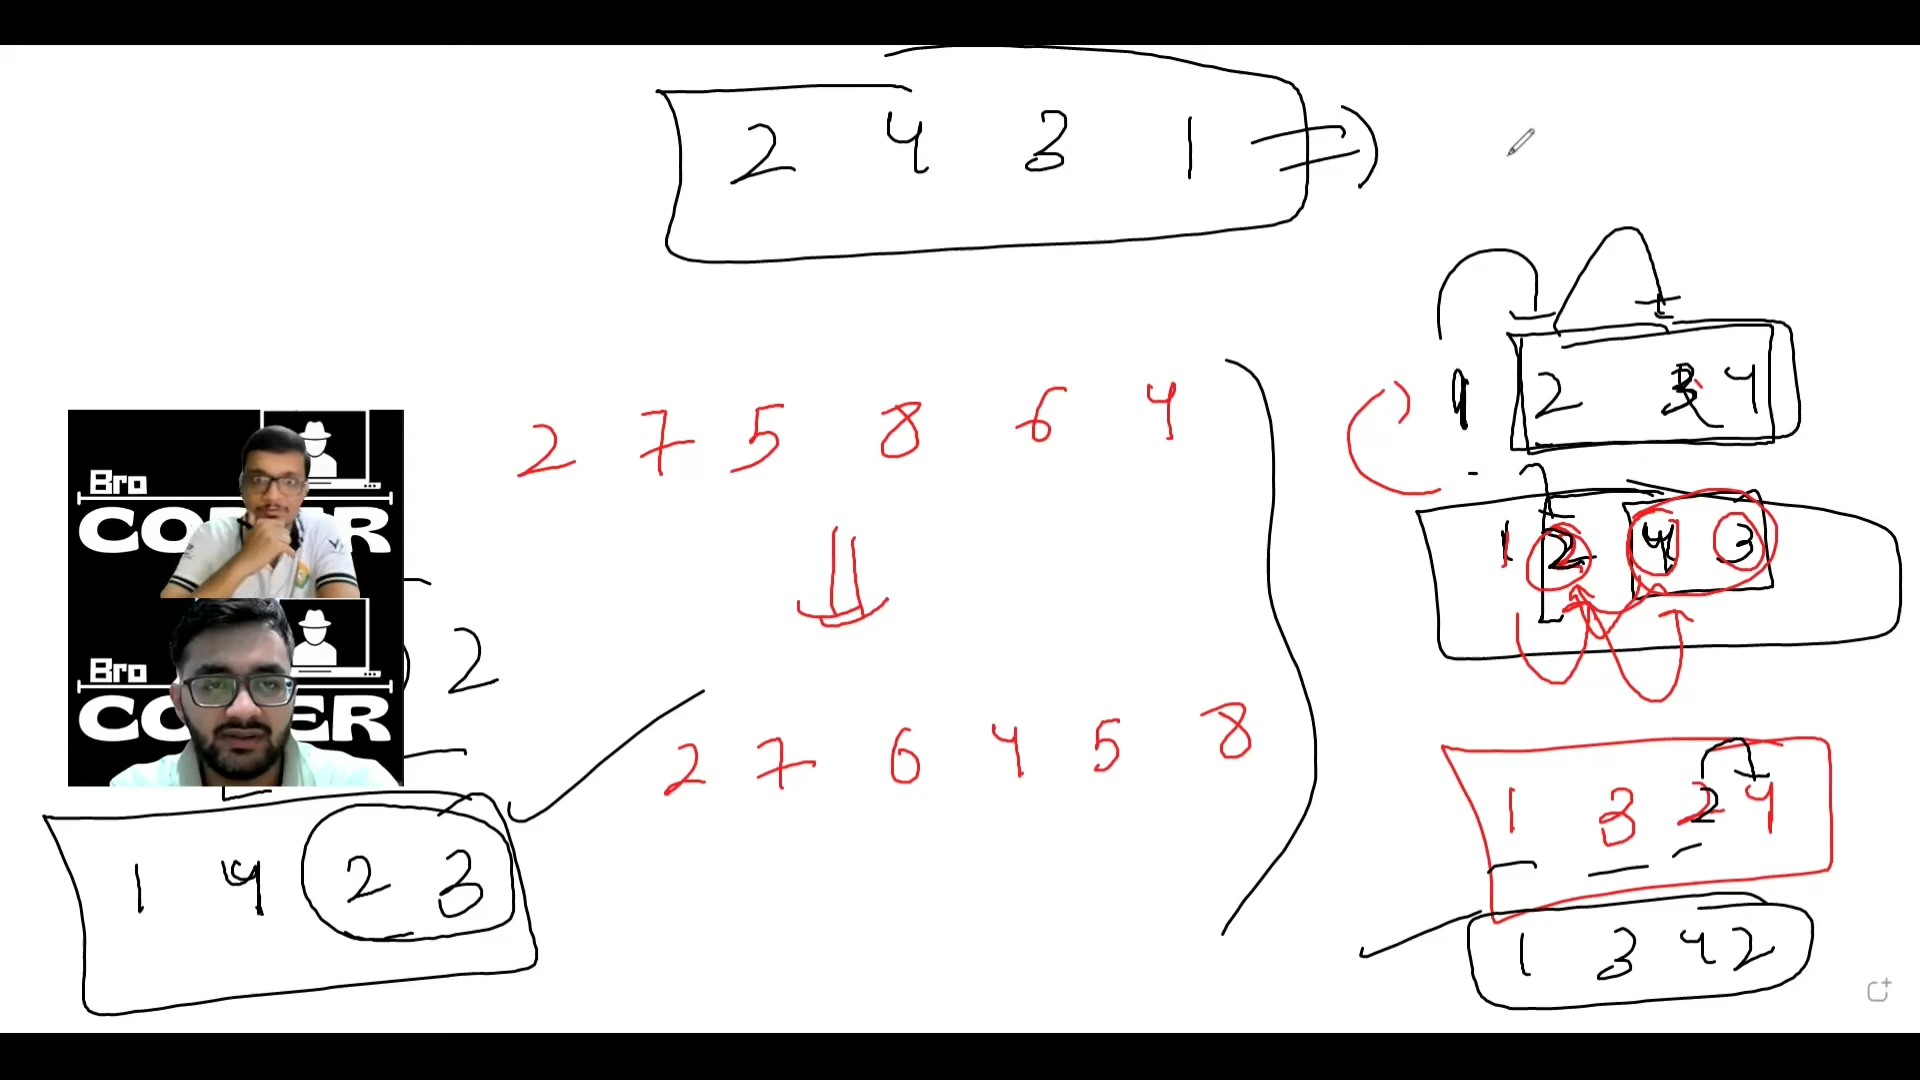 2 4 3 1
1 2 3 4
2 7 5 8 6 4
Bro
CODER
1 2 4 3
Bro
CODER
2
2 7 6 4 5 8
1 3 2 4
1 4 2 3
1 3 4 2